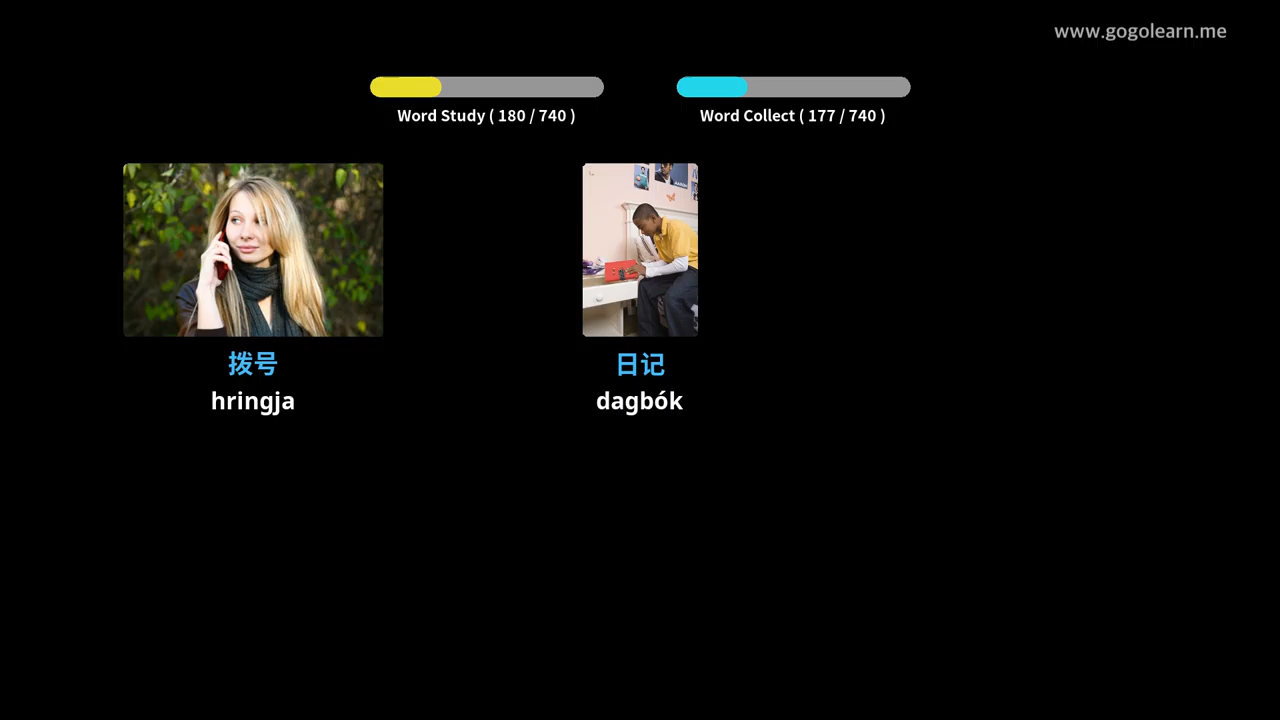 www.gogolearn.me
Word Study ( 180 / 740 )
Word Collect ( 177 / 740 )
拨号
hringja
日记
dagbók